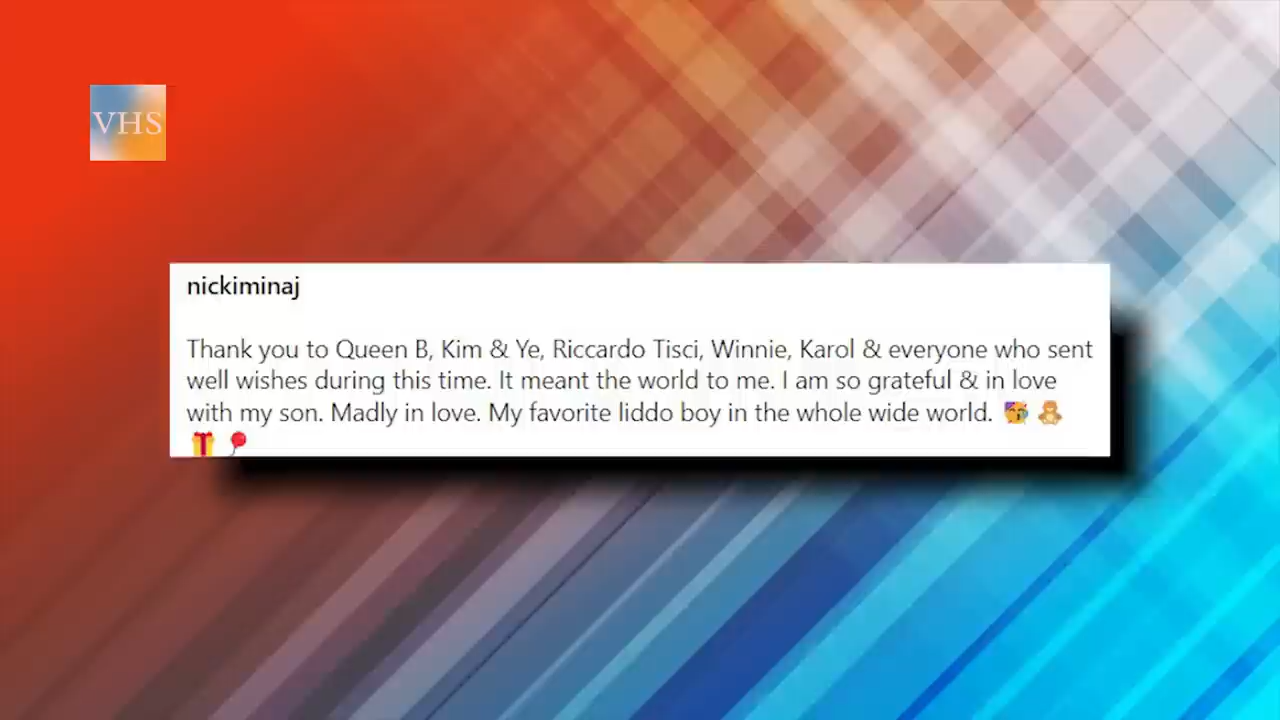 VHS
nickiminaj
Thank you to Queen B, Kim & Ye, Riccardo Tisci, Winnie, Karol & everyone who sent
well wishes during this time. It meant the world to me. I am so grateful & in love
with my son. Madly in love. My favorite liddo boy in the whole wide world. 🥳 🧸
🎁 🎈